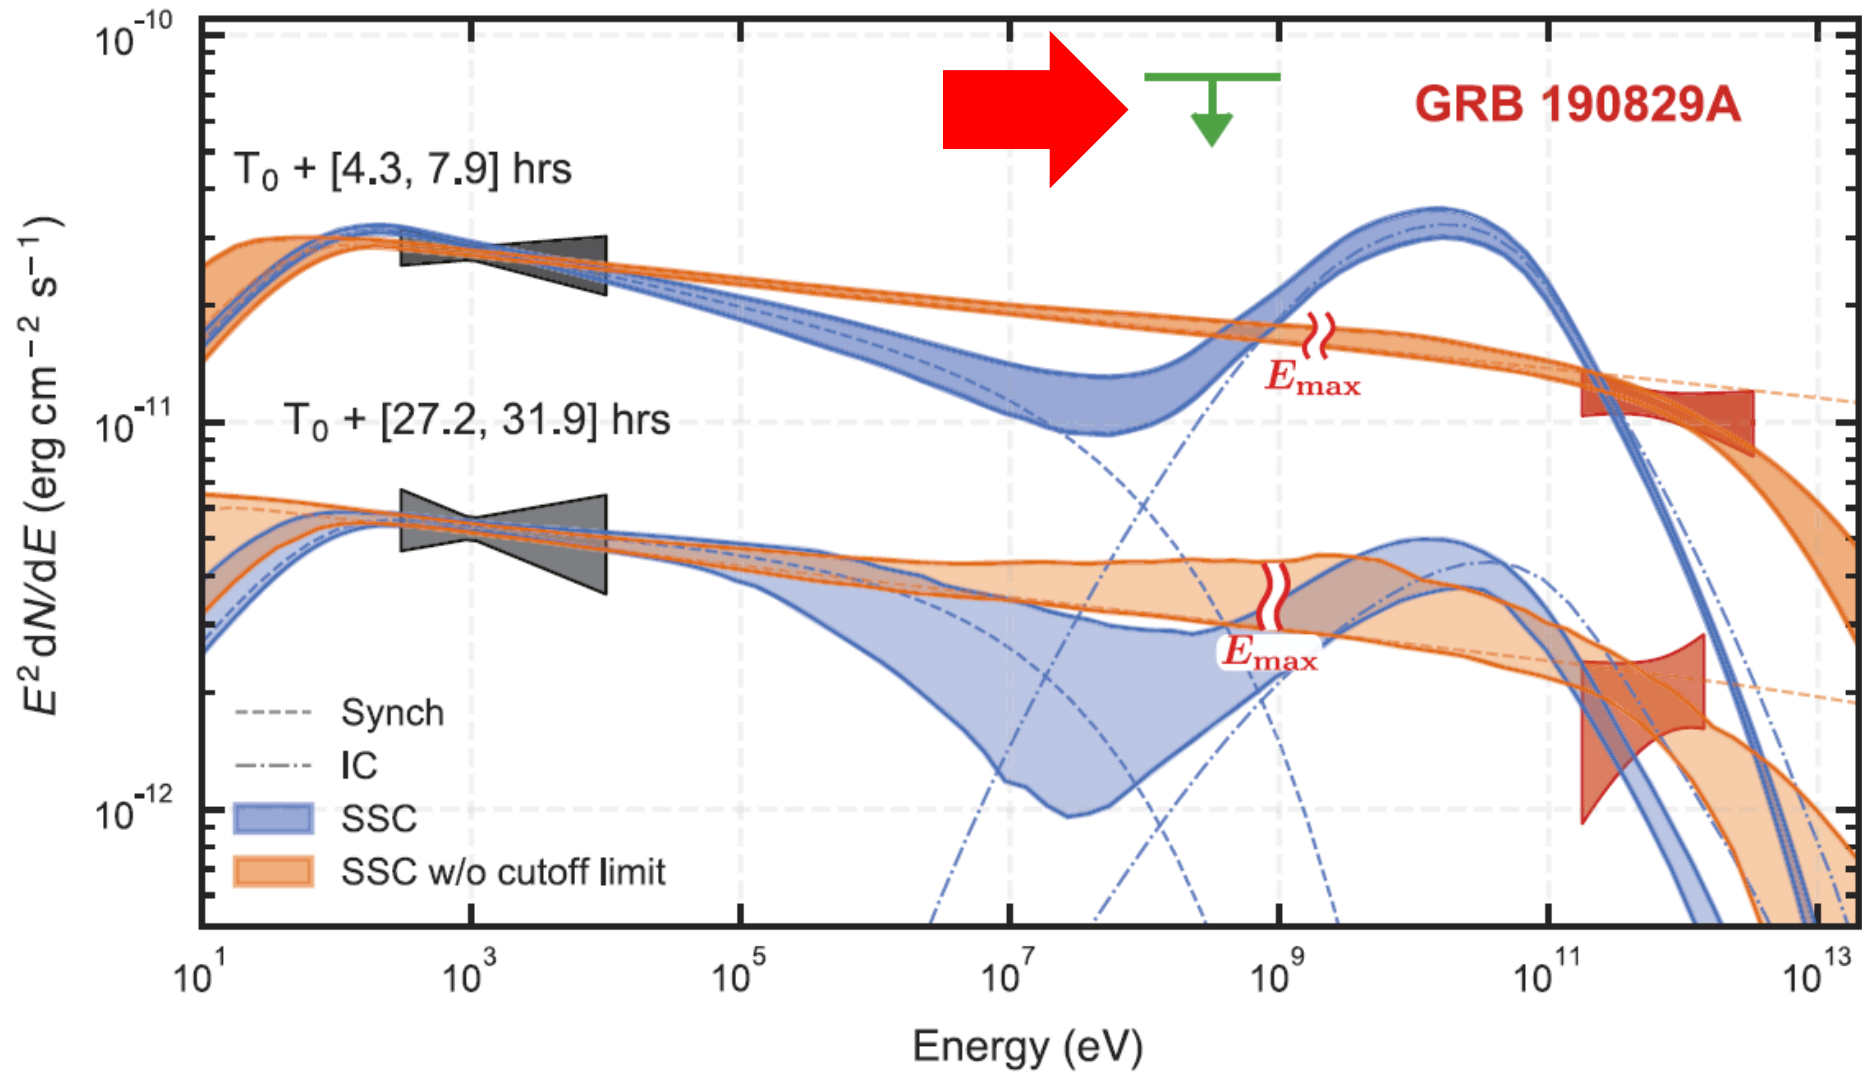 10⁻¹⁰
GRB 190829A
T₀ + [4.3, 7.9] hrs
E² dN/dE (erg cm⁻² s⁻¹)
Eₘₐₓ
10⁻¹¹
T₀ + [27.2, 31.9] hrs
Eₘₐₓ
Synch
IC
10⁻¹²
SSC
SSC w/o cutoff limit
10¹ 10³ 10⁵ 10⁷ 10⁹ 10¹¹ 10¹³
Energy (eV)